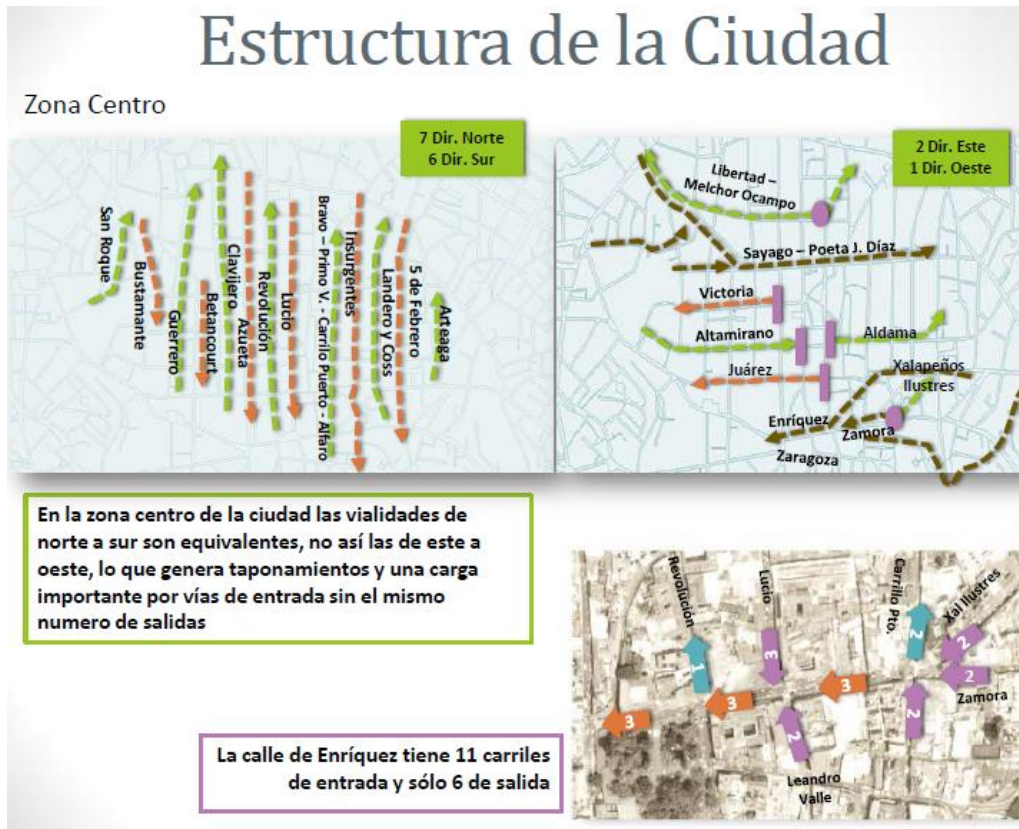 Estructura de la Ciudad
Zona Centro
7 Dir. Norte
6 Dir. Sur
San Roque
Bustamante
Guerrero
Betancourt
Clavijero
Azueta
Revolución
Lucio
Bravo – Primo V. - Carrilo Puerto - Alfaro
Insurgentes
Landero y Coss
5 de Febrero
Arteaga
2 Dir. Este
1 Dir. Oeste
Libertad –
Melchor Ocampo
Sayago – Poeta J. Díaz
Victoria
Altamirano
Aldama
Juárez
Xalapeños
Ilustres
Enríquez
Zamora
Zaragoza
En la zona centro de la ciudad las vialidades de
norte a sur son equivalentes, no así las de este a
oeste, lo que genera taponamientos y una carga
importante por vías de entrada sin el mismo
numero de salidas
La calle de Enríquez tiene 11 carriles
de entrada y sólo 6 de salida
Revolución
Lucio
Carrillo Pto.
Xal Ilustres
1
3
2
2
2
3
3
3
2
2
Zamora
Leandro
Valle